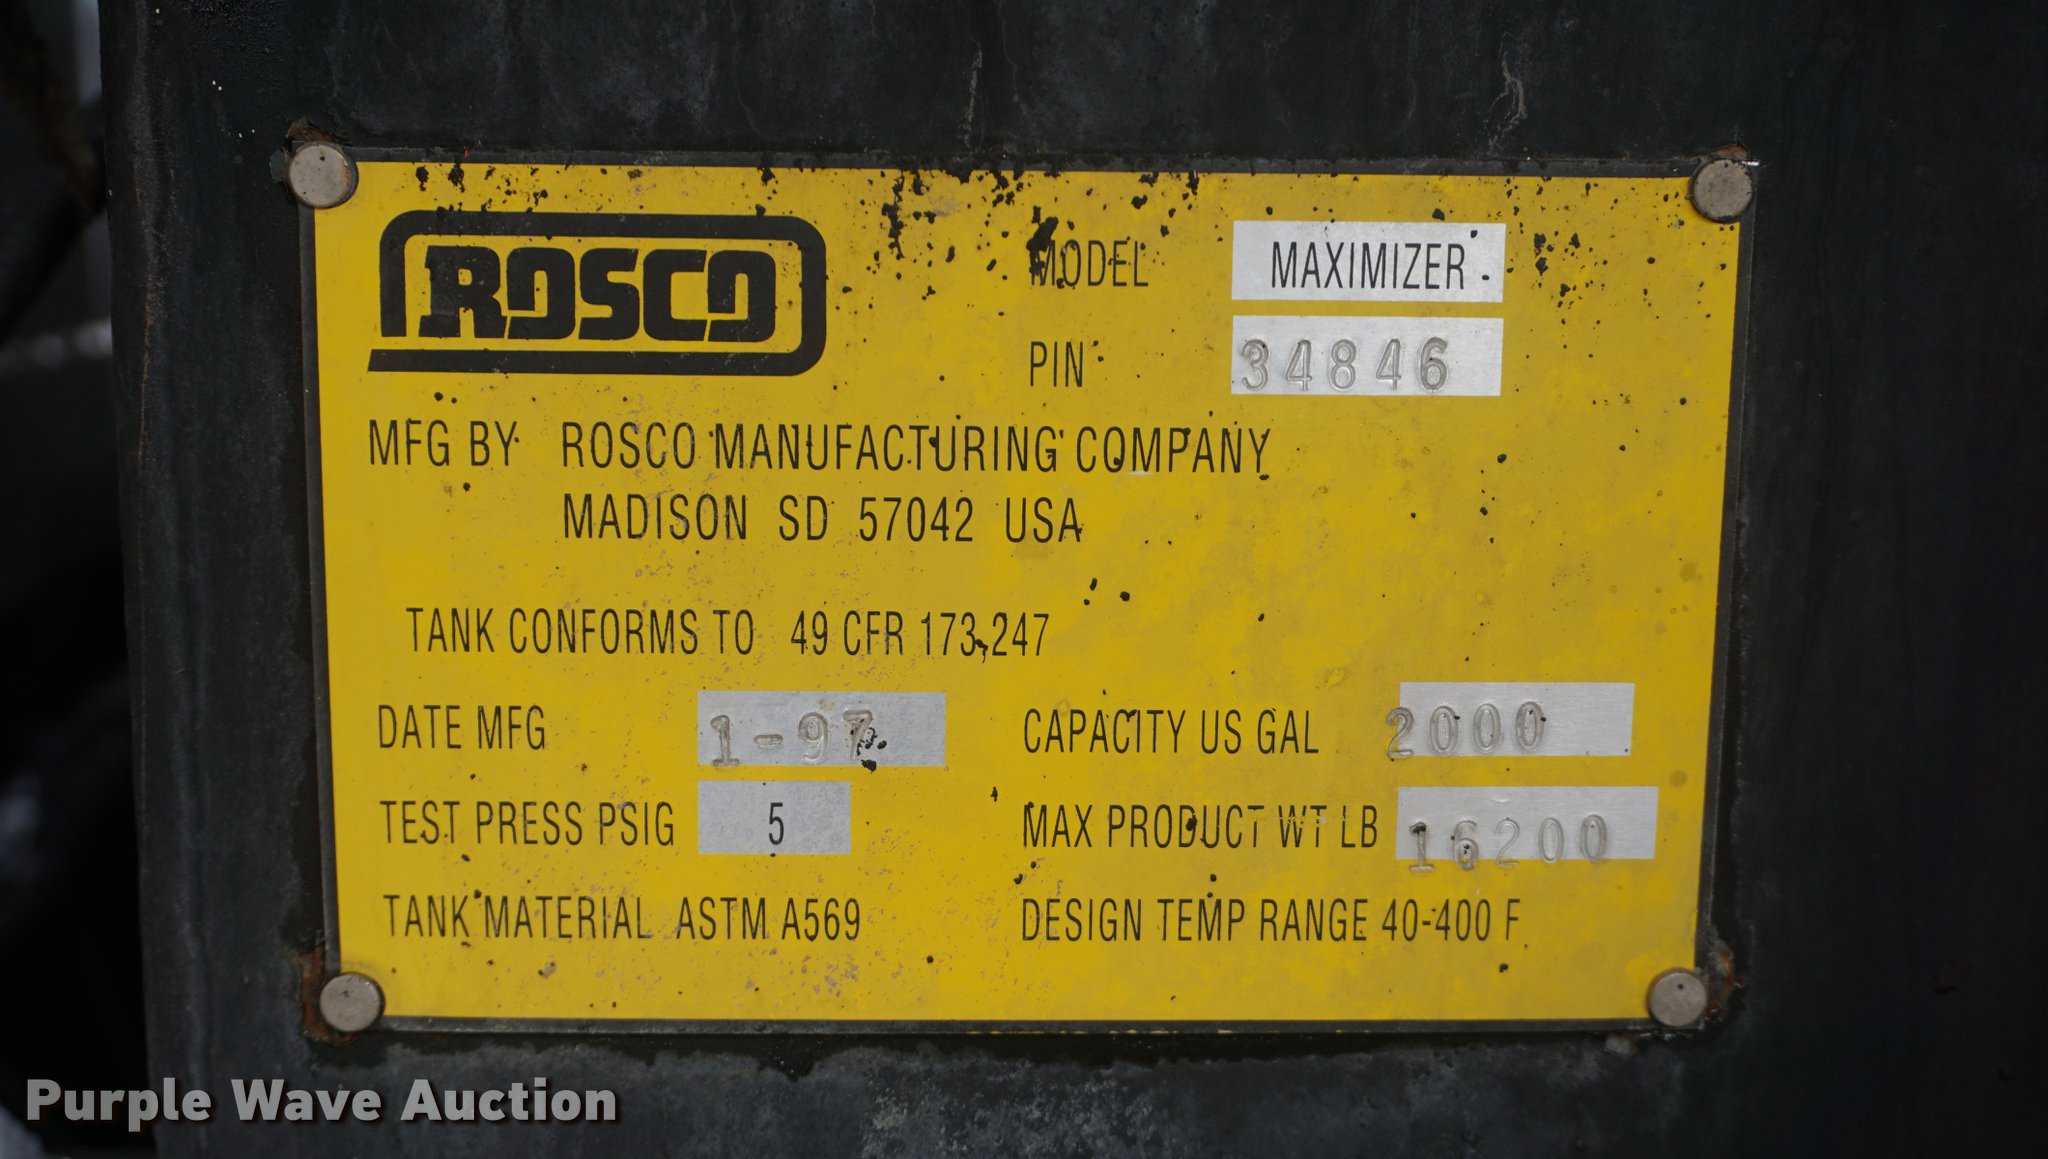 ROSCO
MODEL MAXIMIZER
PIN 34846
MFG BY ROSCO MANUFACTURING COMPANY
MADISON SD 57042 USA
TANK CONFORMS TO 49 CFR 173,247
DATE MFG 1-97
CAPACITY US GAL 2000
TEST PRESS PSIG 5
MAX PRODUCT WT LB 16200
TANK MATERIAL ASTM A569
DESIGN TEMP RANGE 40-400 F
Purple Wave Auction